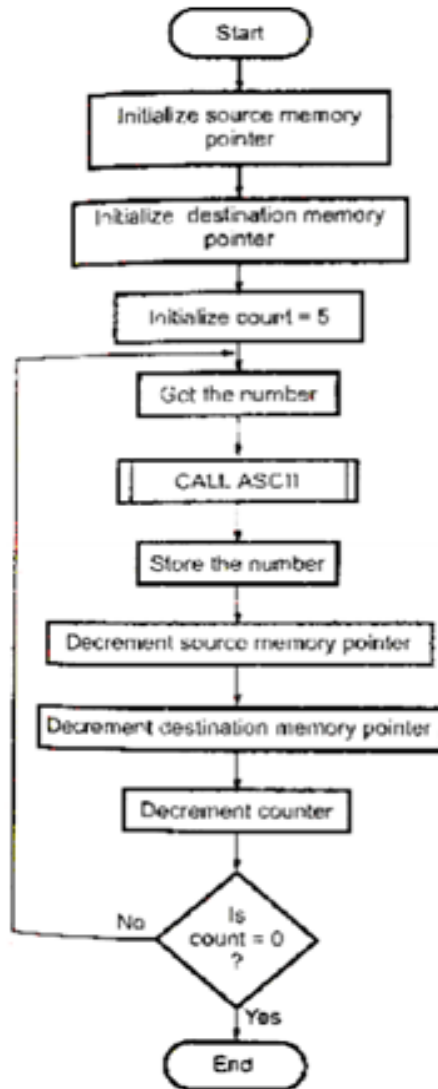 Start
Initialize source memory
pointer
Initialize destination memory
pointer
Initialize count = 5
Get the number
CALL ASCII
Store the number
Decrement source memory pointer
Decrement destination memory pointer
Decrement counter
No
Is
count = 0
?
Yes
End